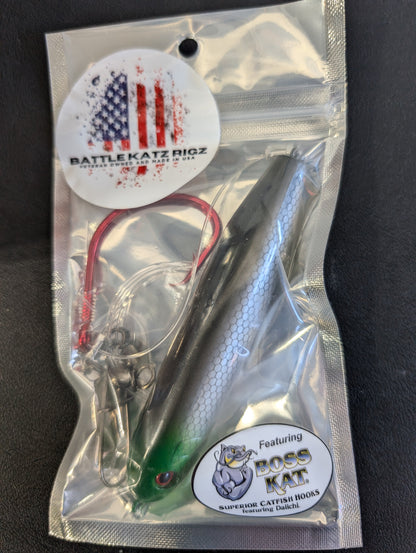 BATTLE KATZ RIGZ
VETERAN OWNED AND MADE IN USA
Featuring
BOSS
KAT.
SUPERIOR CATFISH HOOKS
featuring Daiichi